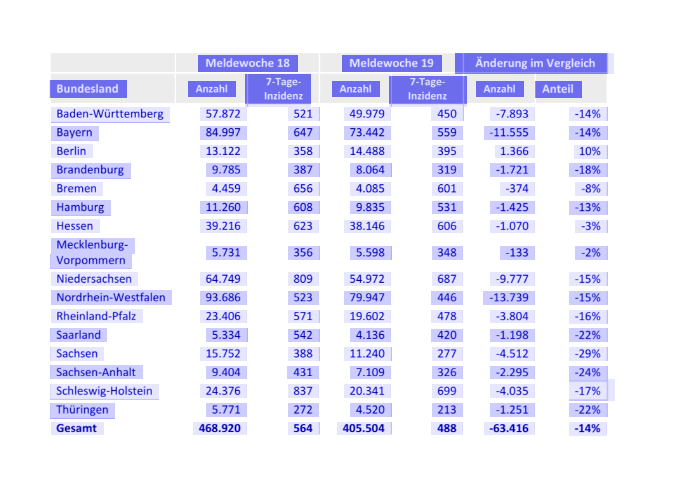 Meldewoche 18 Meldewoche 19 Änderung im Vergleich
Bundesland Anzahl 7-Tage-Inzidenz Anzahl 7-Tage-Inzidenz Anzahl Anteil
Baden-Württemberg 57.872 521 49.979 450 -7.893 -14%
Bayern 84.997 647 73.442 559 -11.555 -14%
Berlin 13.122 358 14.488 395 1.366 10%
Brandenburg 9.785 387 8.064 319 -1.721 -18%
Bremen 4.459 656 4.085 601 -374 -8%
Hamburg 11.260 608 9.835 531 -1.425 -13%
Hessen 39.216 623 38.146 606 -1.070 -3%
Mecklenburg-
Vorpommern 5.731 356 5.598 348 -133 -2%
Niedersachsen 64.749 809 54.972 687 -9.777 -15%
Nordrhein-Westfalen 93.686 523 79.947 446 -13.739 -15%
Rheinland-Pfalz 23.406 571 19.602 478 -3.804 -16%
Saarland 5.334 542 4.136 420 -1.198 -22%
Sachsen 15.752 388 11.240 277 -4.512 -29%
Sachsen-Anhalt 9.404 431 7.109 326 -2.295 -24%
Schleswig-Holstein 24.376 837 20.341 699 -4.035 -17%
Thüringen 5.771 272 4.520 213 -1.251 -22%
Gesamt 468.920 564 405.504 488 -63.416 -14%